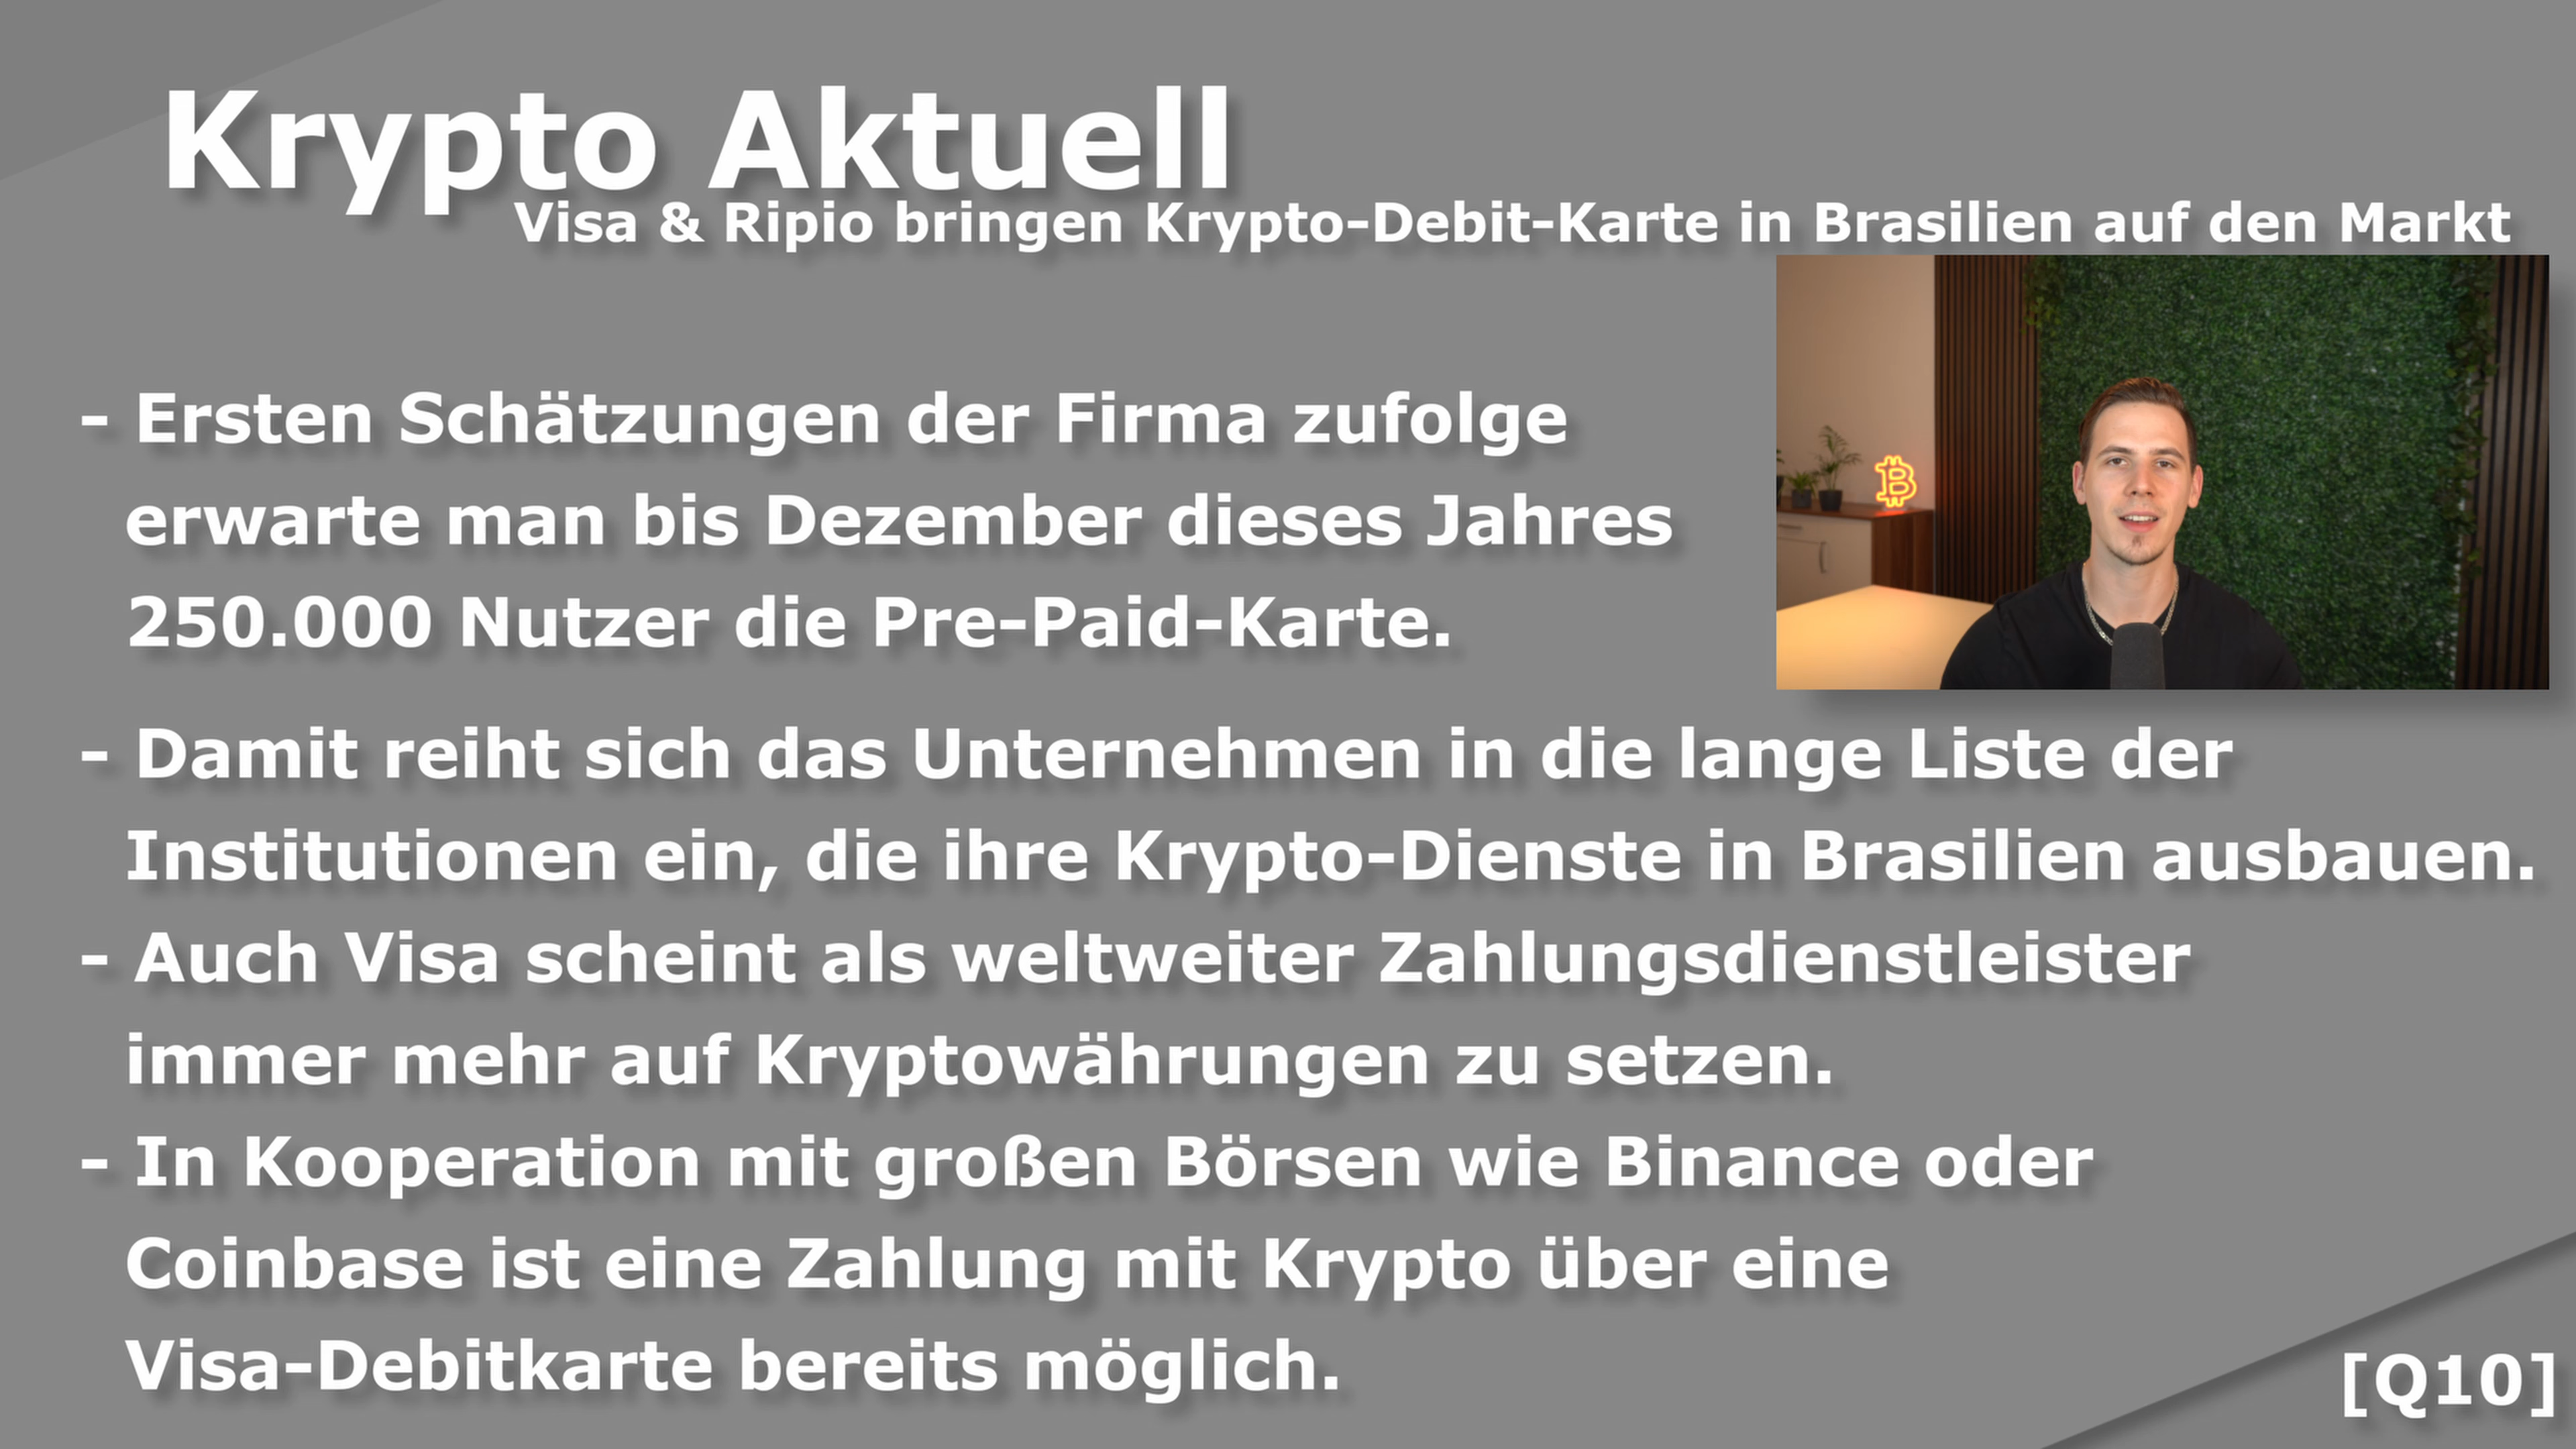 Krypto Aktuell
Visa & Ripio bringen Krypto-Debit-Karte in Brasilien auf den Markt
- Ersten Schätzungen der Firma zufolge
erwarte man bis Dezember dieses Jahres
250.000 Nutzer die Pre-Paid-Karte.
- Damit reiht sich das Unternehmen in die lange Liste der
Institutionen ein, die ihre Krypto-Dienste in Brasilien ausbauen.
- Auch Visa scheint als weltweiter Zahlungsdienstleister
immer mehr auf Kryptowährungen zu setzen.
- In Kooperation mit großen Börsen wie Binance oder
Coinbase ist eine Zahlung mit Krypto über eine
Visa-Debitkarte bereits möglich.
[Q10]